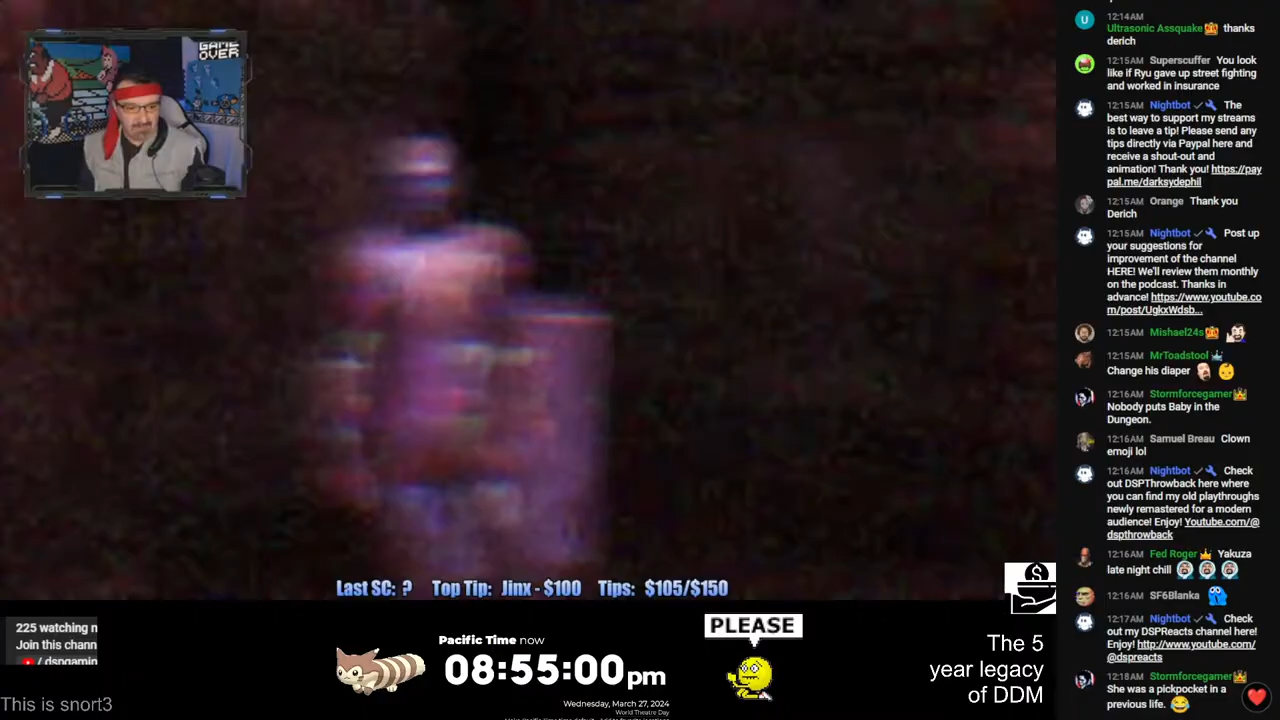 GAME
OVER
Last SC: ? Top Tip: Jinx - $100 Tips: $105/$150
225 watching n
Join this chann
/ dspgamin
This is snort3
Pacific Time now
08:55:00pm
Wednesday, March 27, 2024
World Theatre Day
PLEASE
The 5
year legacy
of DDM
12:14AM
U
Ultrasonic Assquake thanks
derich
12:15AM Superscuffer You look
like if Ryu gave up street fighting
and worked in insurance
12:15AM Nightbot The
best way to support my streams
is to leave a tip! Please send any
tips directly via Paypal here and
receive a shout-out and
animation! Thank you! https://pay
pal.me/darksydephil
12:15AM Orange Thank you
Derich
12:15AM Nightbot Post up
your suggestions for
improvement of the channel
HERE! We'll review them monthly
on the podcast. Thanks in
advance! https://www.youtube.co
m/post/UgkxWdsb...
12:15AM Mishael24s
12:15AM MrToadstool
Change his diaper
12:16AM Stormforcegamer
Nobody puts Baby in the
Dungeon.
12:16AM Samuel Breau Clown
emoji lol
12:16AM Nightbot Check
out DSPThrowback here where
you can find my old playthroughs
newly remastered for a modern
audience! Enjoy! Youtube.com/@
dspthrowback
12:16AM Fed Roger Yakuza
late night chill
12:16AM SF6Blanka
12:17AM Nightbot Check
out my DSPReacts channel here!
Enjoy! http://www.youtube.com/
@dspreacts
12:18AM Stormforcegamer
She was a pickpocket in a
previous life.